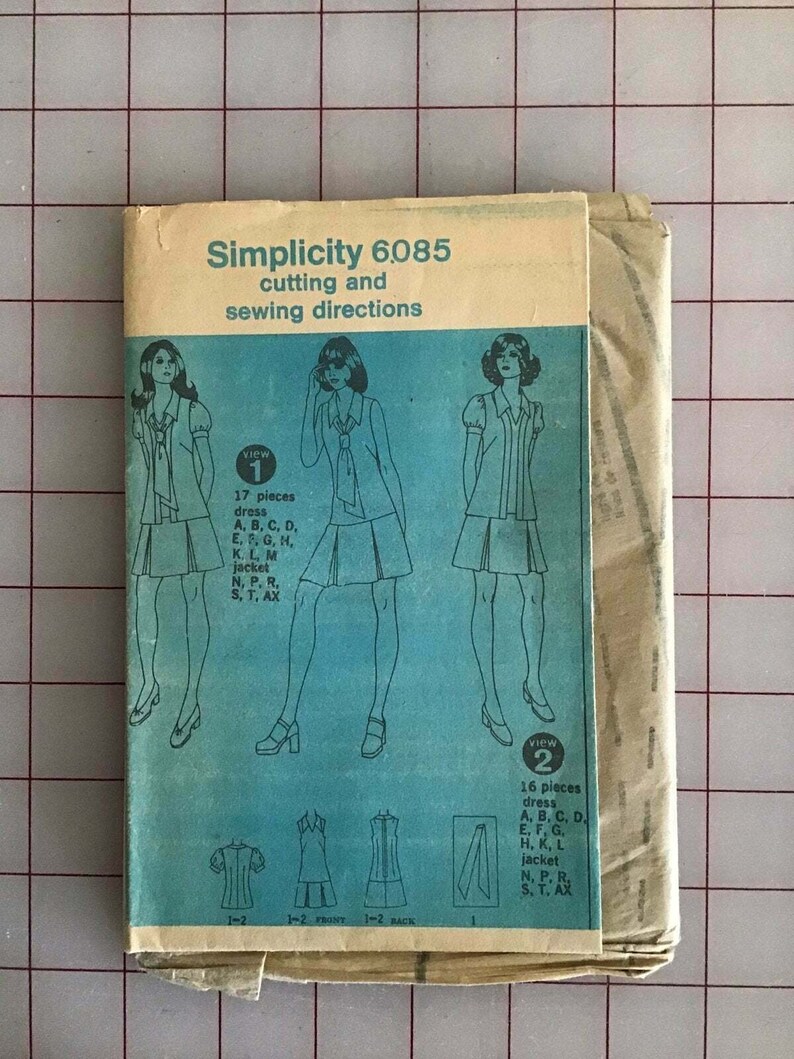 Simplicity 6085
cutting and
sewing directions
view
1
17 pieces
dress
A, B, C, D,
E, F, G, H,
K, L, M
jacket
N, P, R,
S, T, AX
view
2
16 pieces
dress
A, B, C, D,
E, F, G,
H, K, L
jacket
N, P, R,
S, T, AX
1-2
1-2 FRONT
1-2 BACK
1